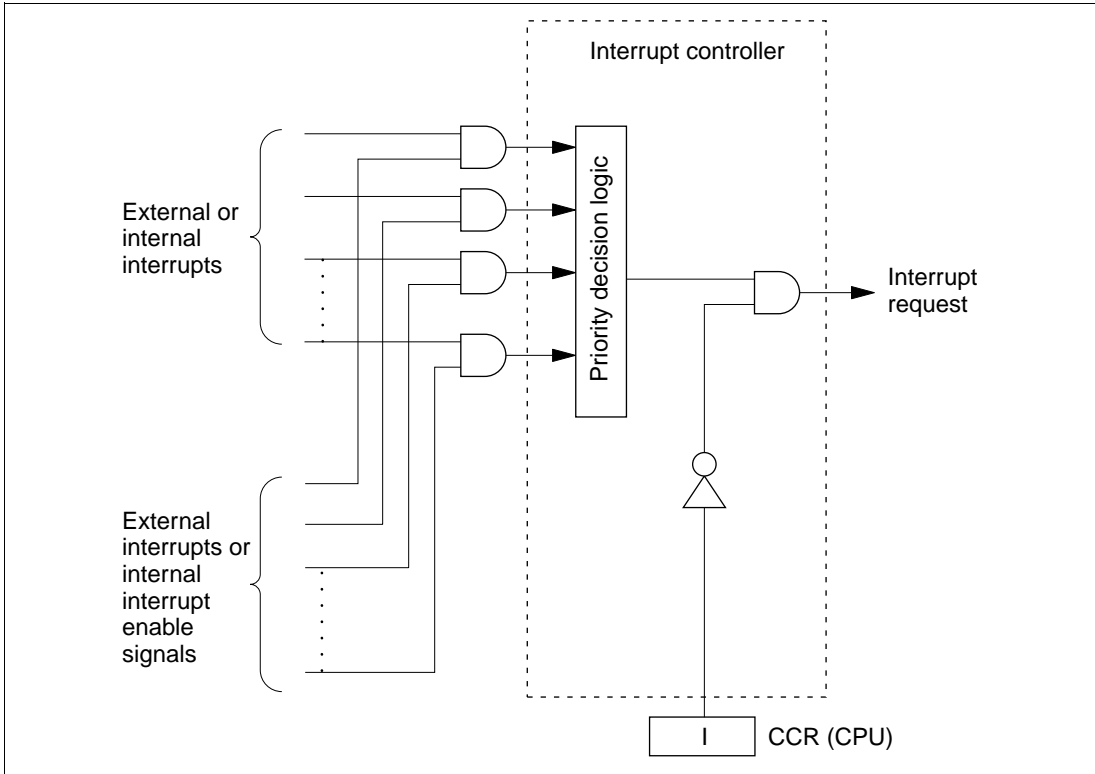 Interrupt controller
External or
internal
interrupts
Priority decision logic
Interrupt
request
External
interrupts or
internal
interrupt
enable
signals
I
CCR (CPU)